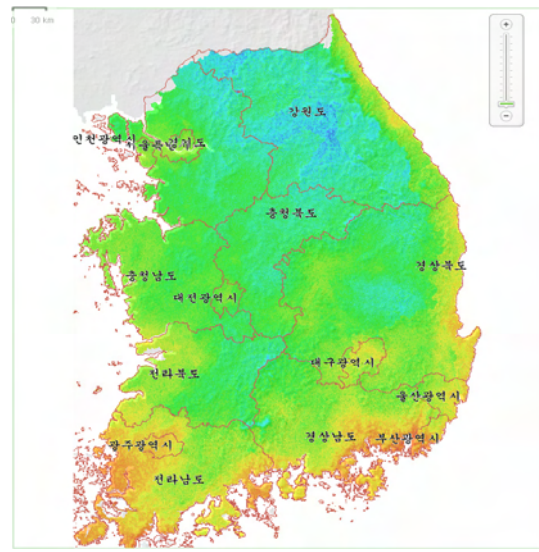 0 30 km
강원도
인천광역시
경기도
충청북도
경상북도
충청남도
대전광역시
대구광역시
전라북도
울산광역시
광주광역시
경상남도
부산광역시
전라남도